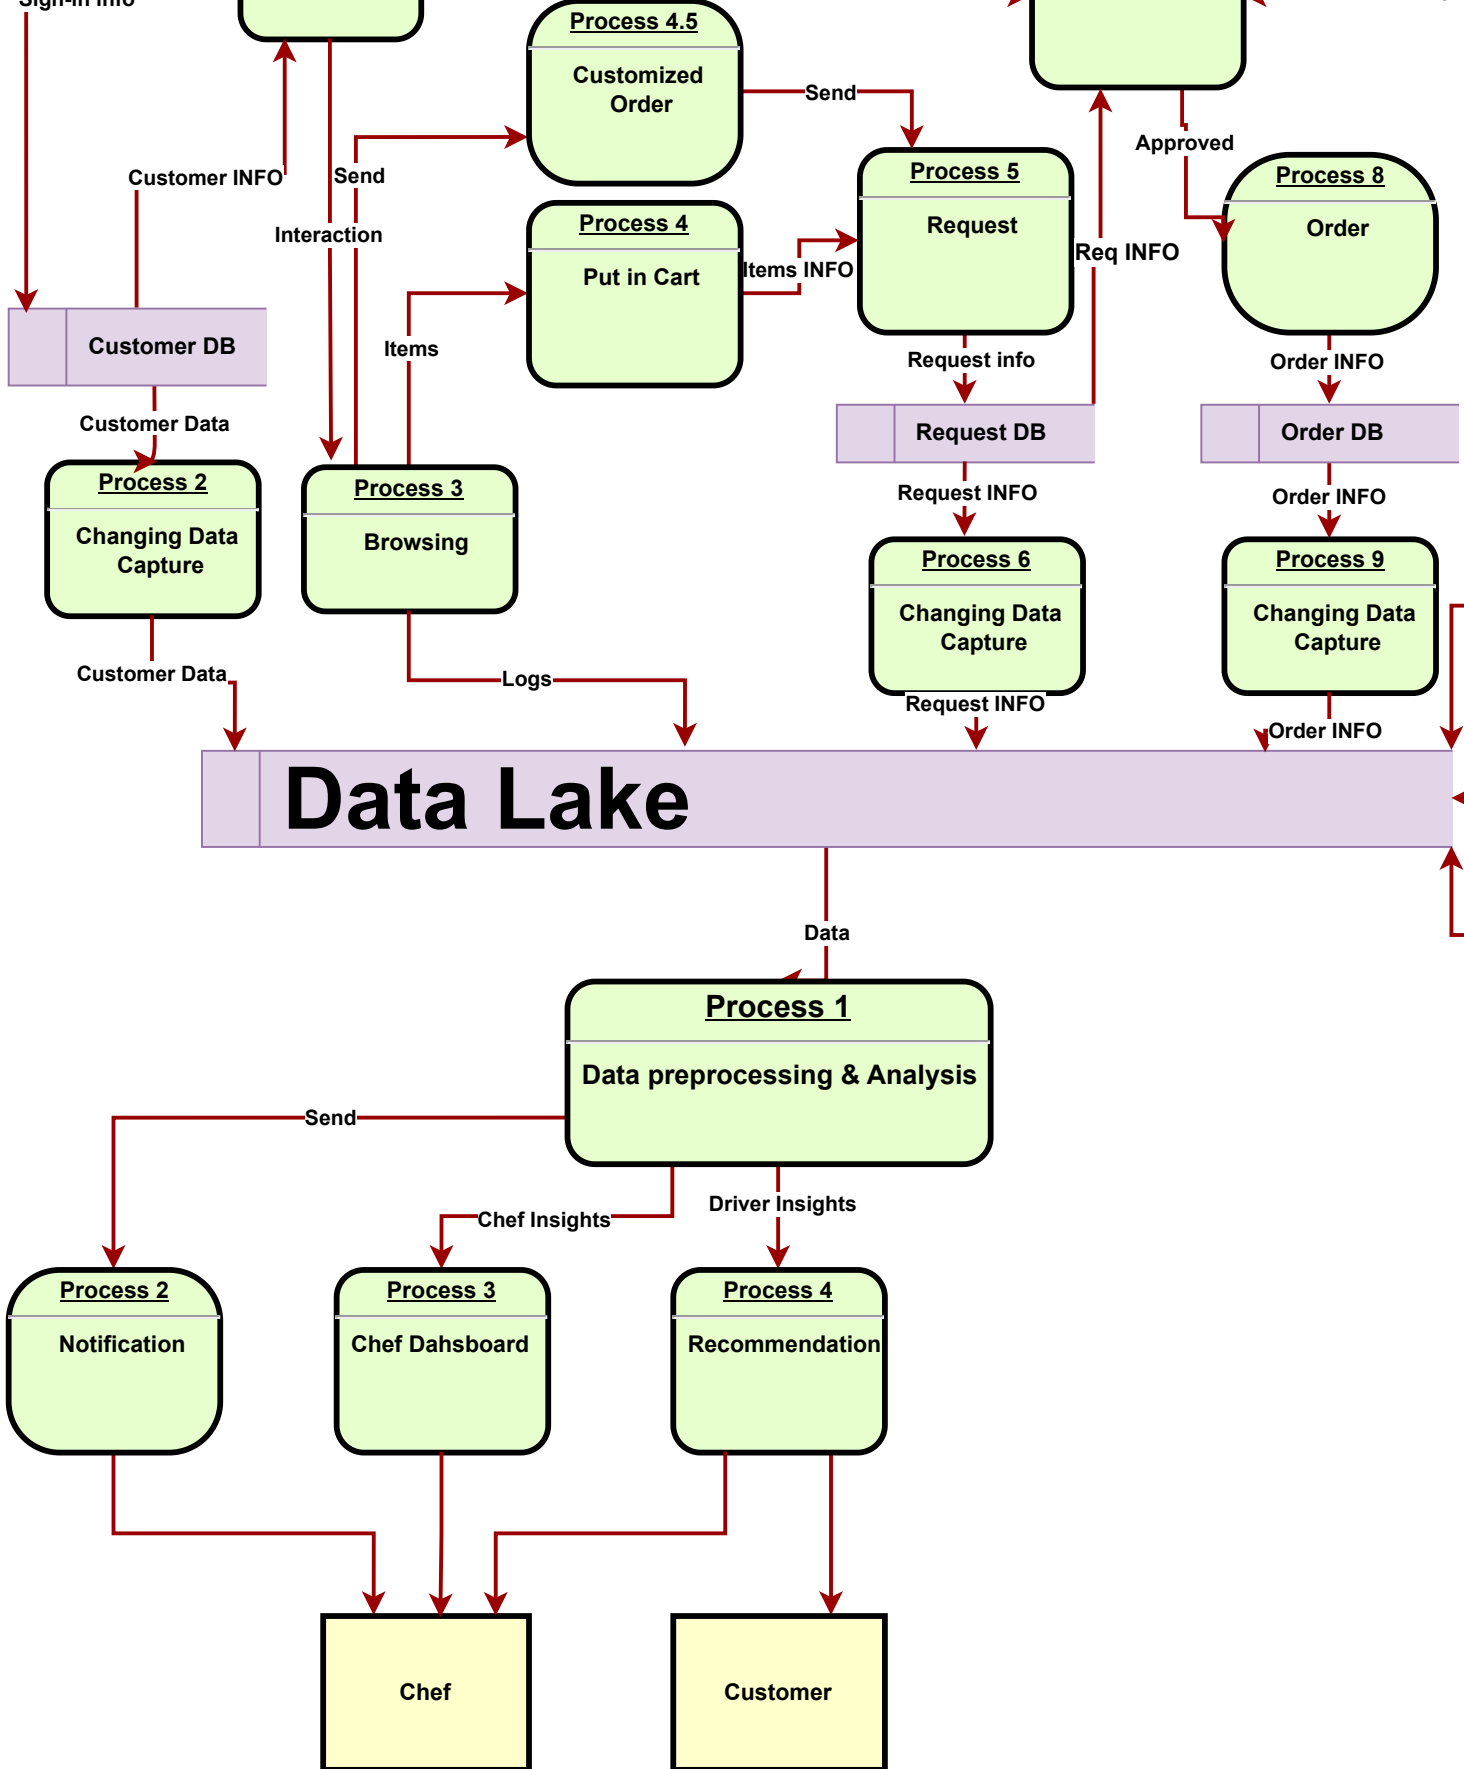 Sign-in Info
Process 4.5
Customized
Order
Send
Approved
Customer INFO
Send
Interaction
Process 5
Request
Process 8
Order
Process 4
Put in Cart
Items INFO
Req INFO
Customer DB
Items
Request info
Order INFO
Customer Data
Request DB
Order DB
Process 2
Changing Data
Capture
Process 3
Browsing
Request INFO
Order INFO
Process 6
Changing Data
Capture
Process 9
Changing Data
Capture
Customer Data
Logs
Request INFO
Order INFO
Data Lake
Data
Process 1
Data preprocessing & Analysis
Send
Chef Insights
Driver Insights
Process 2
Notification
Process 3
Chef Dahsboard
Process 4
Recommendation
Chef
Customer